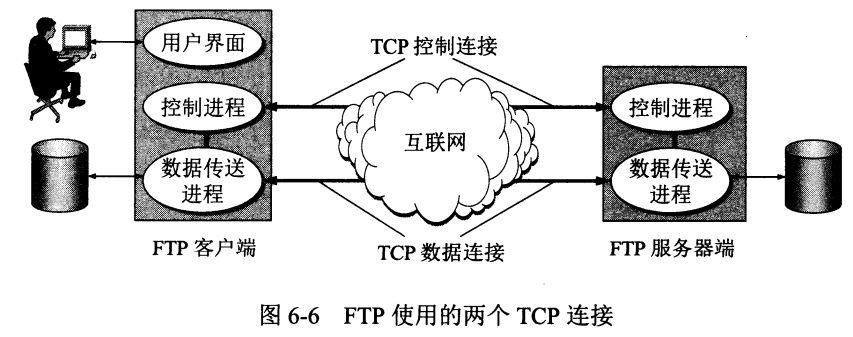 用户界面
TCP 控制连接
控制进程
互联网
控制进程
数据传送
进程
数据传送
进程
FTP 客户端
TCP 数据连接
FTP 服务器端
图 6-6 FTP 使用的两个 TCP 连接